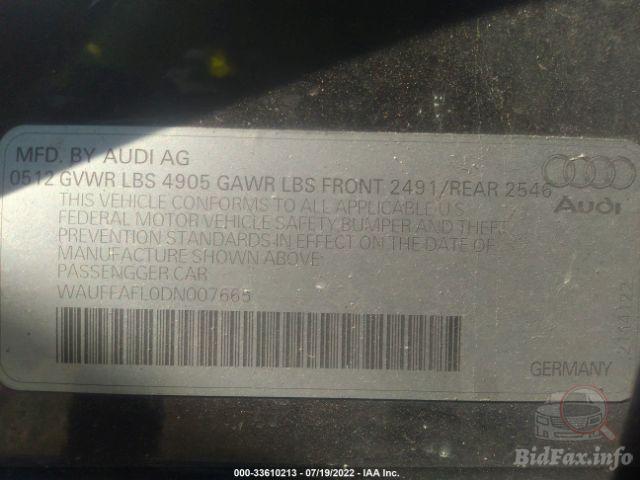 MFD. BY AUDI AG
0512 GVWR LBS 4905 GAWR LBS FRONT 2491/REAR 2546
THIS VEHICLE CONFORMS TO ALL APPLICABLE U.S.
FEDERAL MOTOR VEHICLE SAFETY BUMPER AND THEFT
PREVENTION STANDARDS IN EFFECT ON THE DATE OF
MANUFACTURE SHOWN ABOVE:
PASSENGGER CAR
WAUFFAFL0DN007665
Audi
GERMANY
000-33610213 - 07/19/2022 - IAA Inc.
BidFax.info